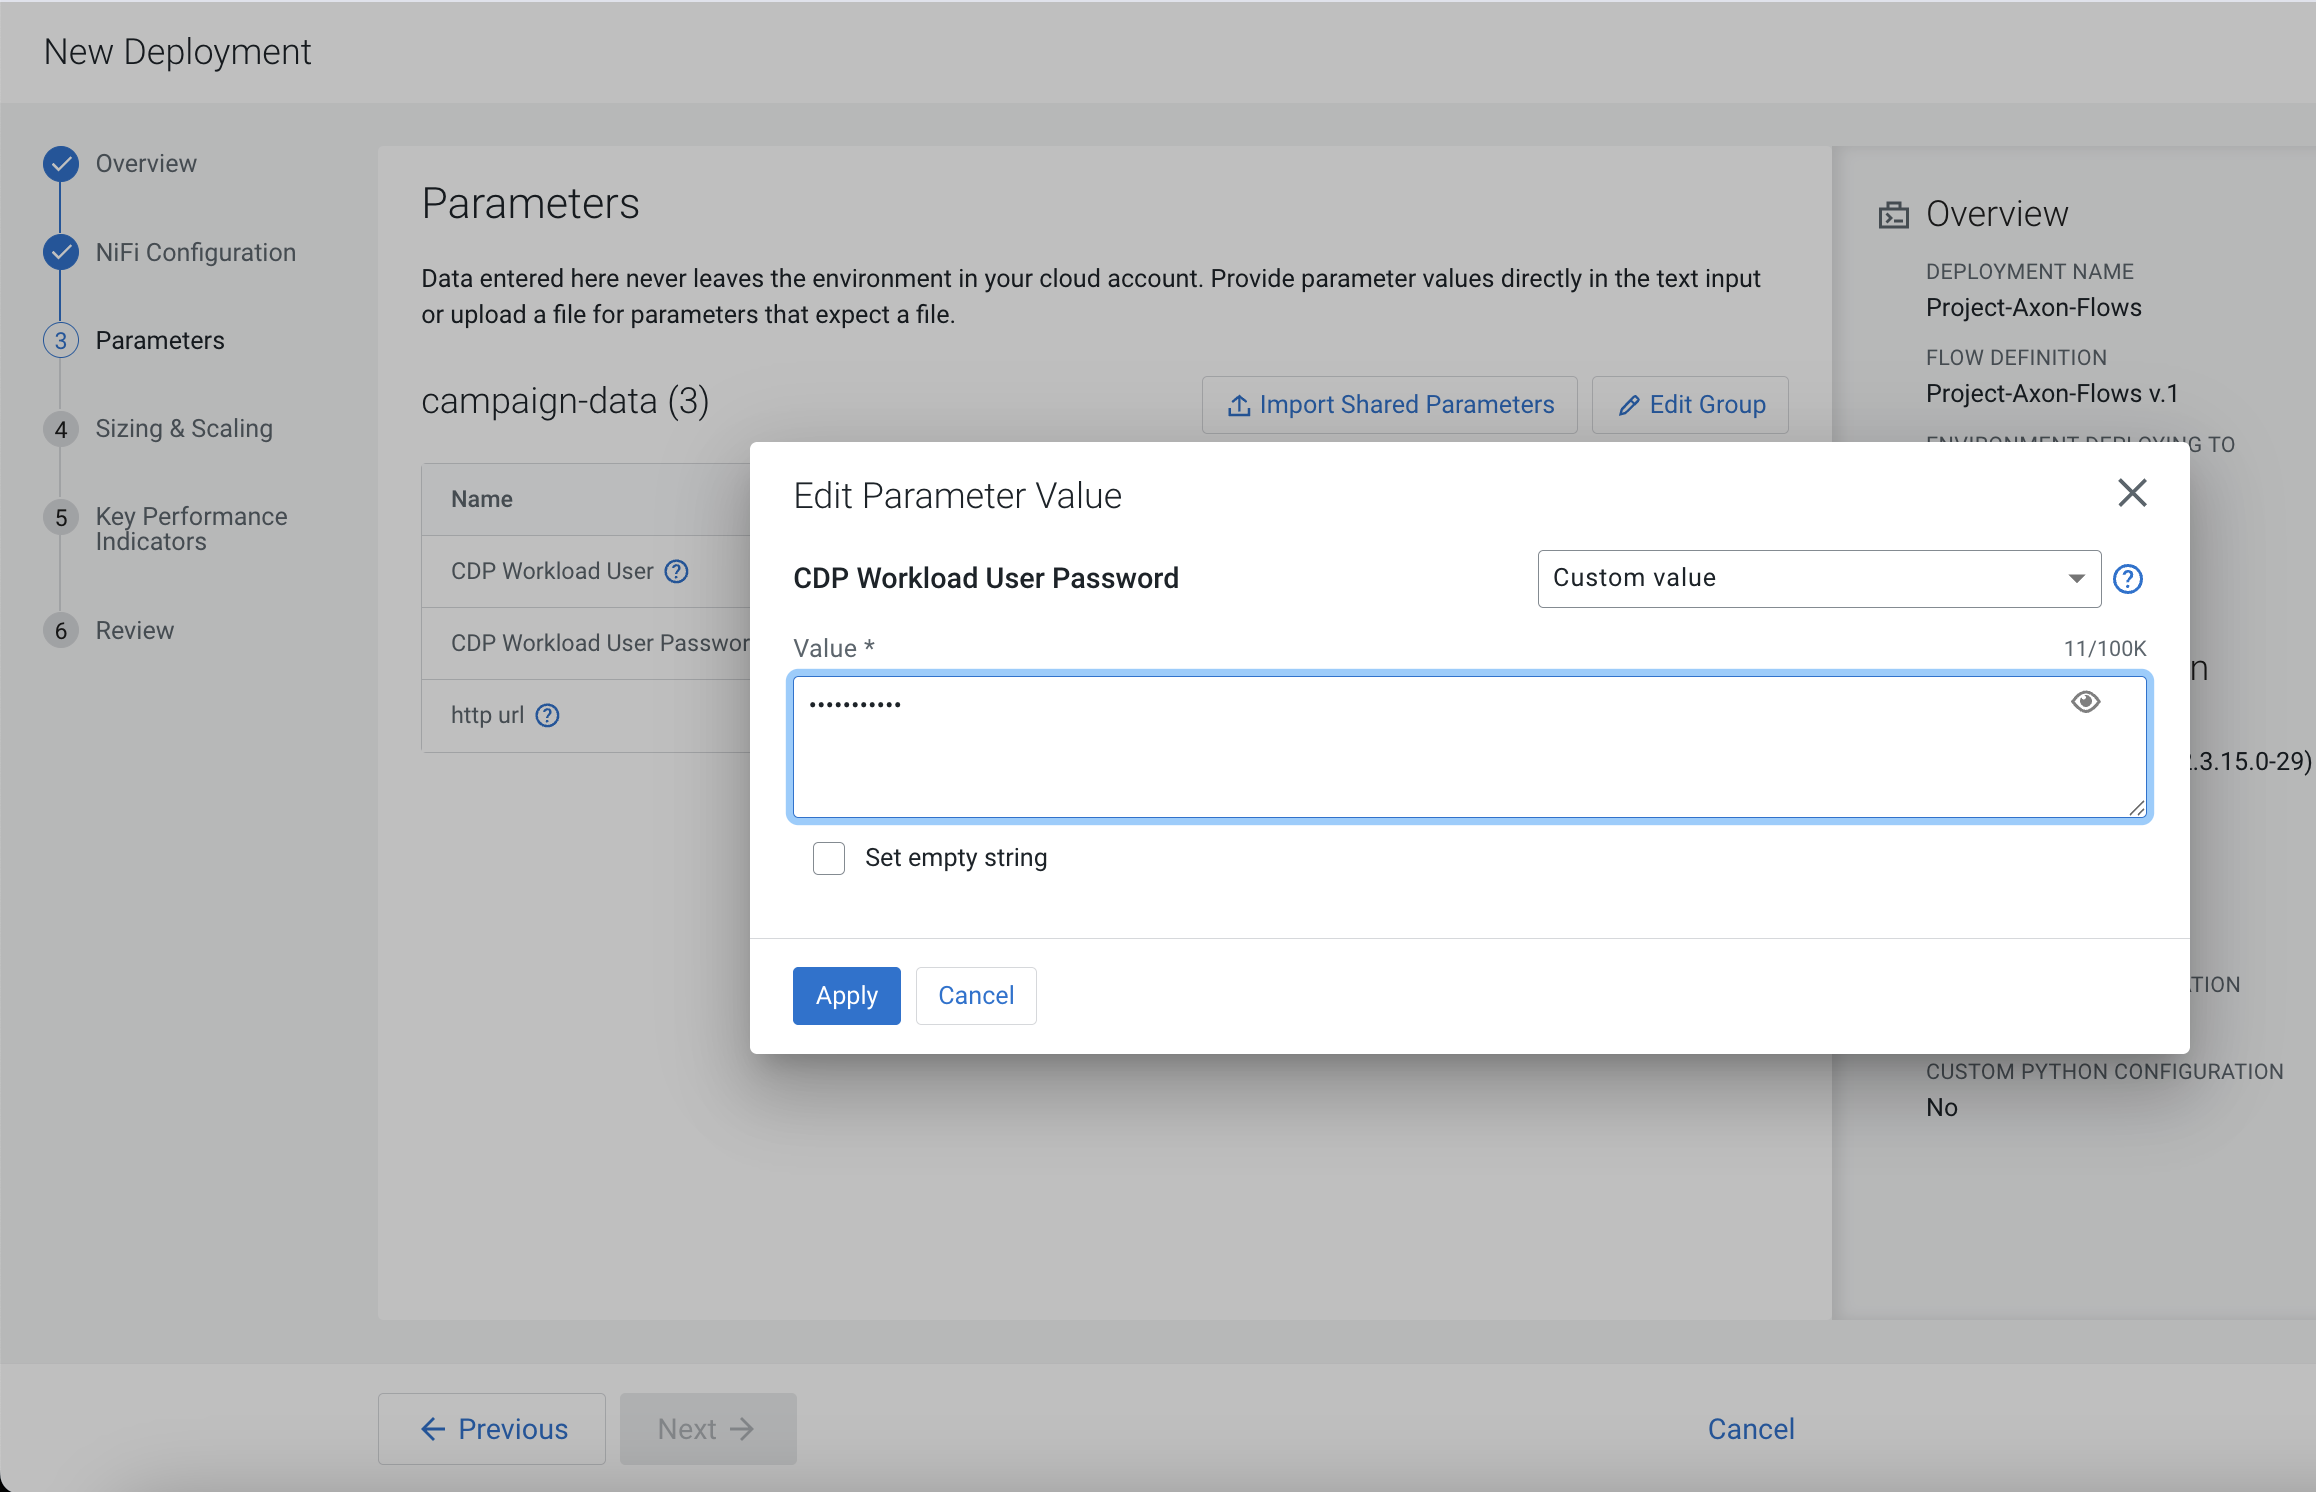 New Deployment
Overview
NiFi Configuration
3 Parameters
4 Sizing & Scaling
5 Key Performance
Indicators
6 Review
Parameters
Data entered here never leaves the environment in your cloud account. Provide parameter values directly in the text input
or upload a file for parameters that expect a file.
campaign-data (3)
Import Shared Parameters
Edit Group
Name
CDP Workload User
CDP Workload User
http url
Overview
DEPLOYMENT NAME
Project-Axon-Flows
FLOW DEFINITION
Project-Axon-Flows v.1
ENVIRONMENT DEPLOYING TO
.3.15.0-29)
CUSTOM PYTHON CONFIGURATION
No
Edit Parameter Value
CDP Workload User Password
Custom value
Value *
11/100K
•••••••••••
Set empty string
Apply
Cancel
Previous
Next
Cancel